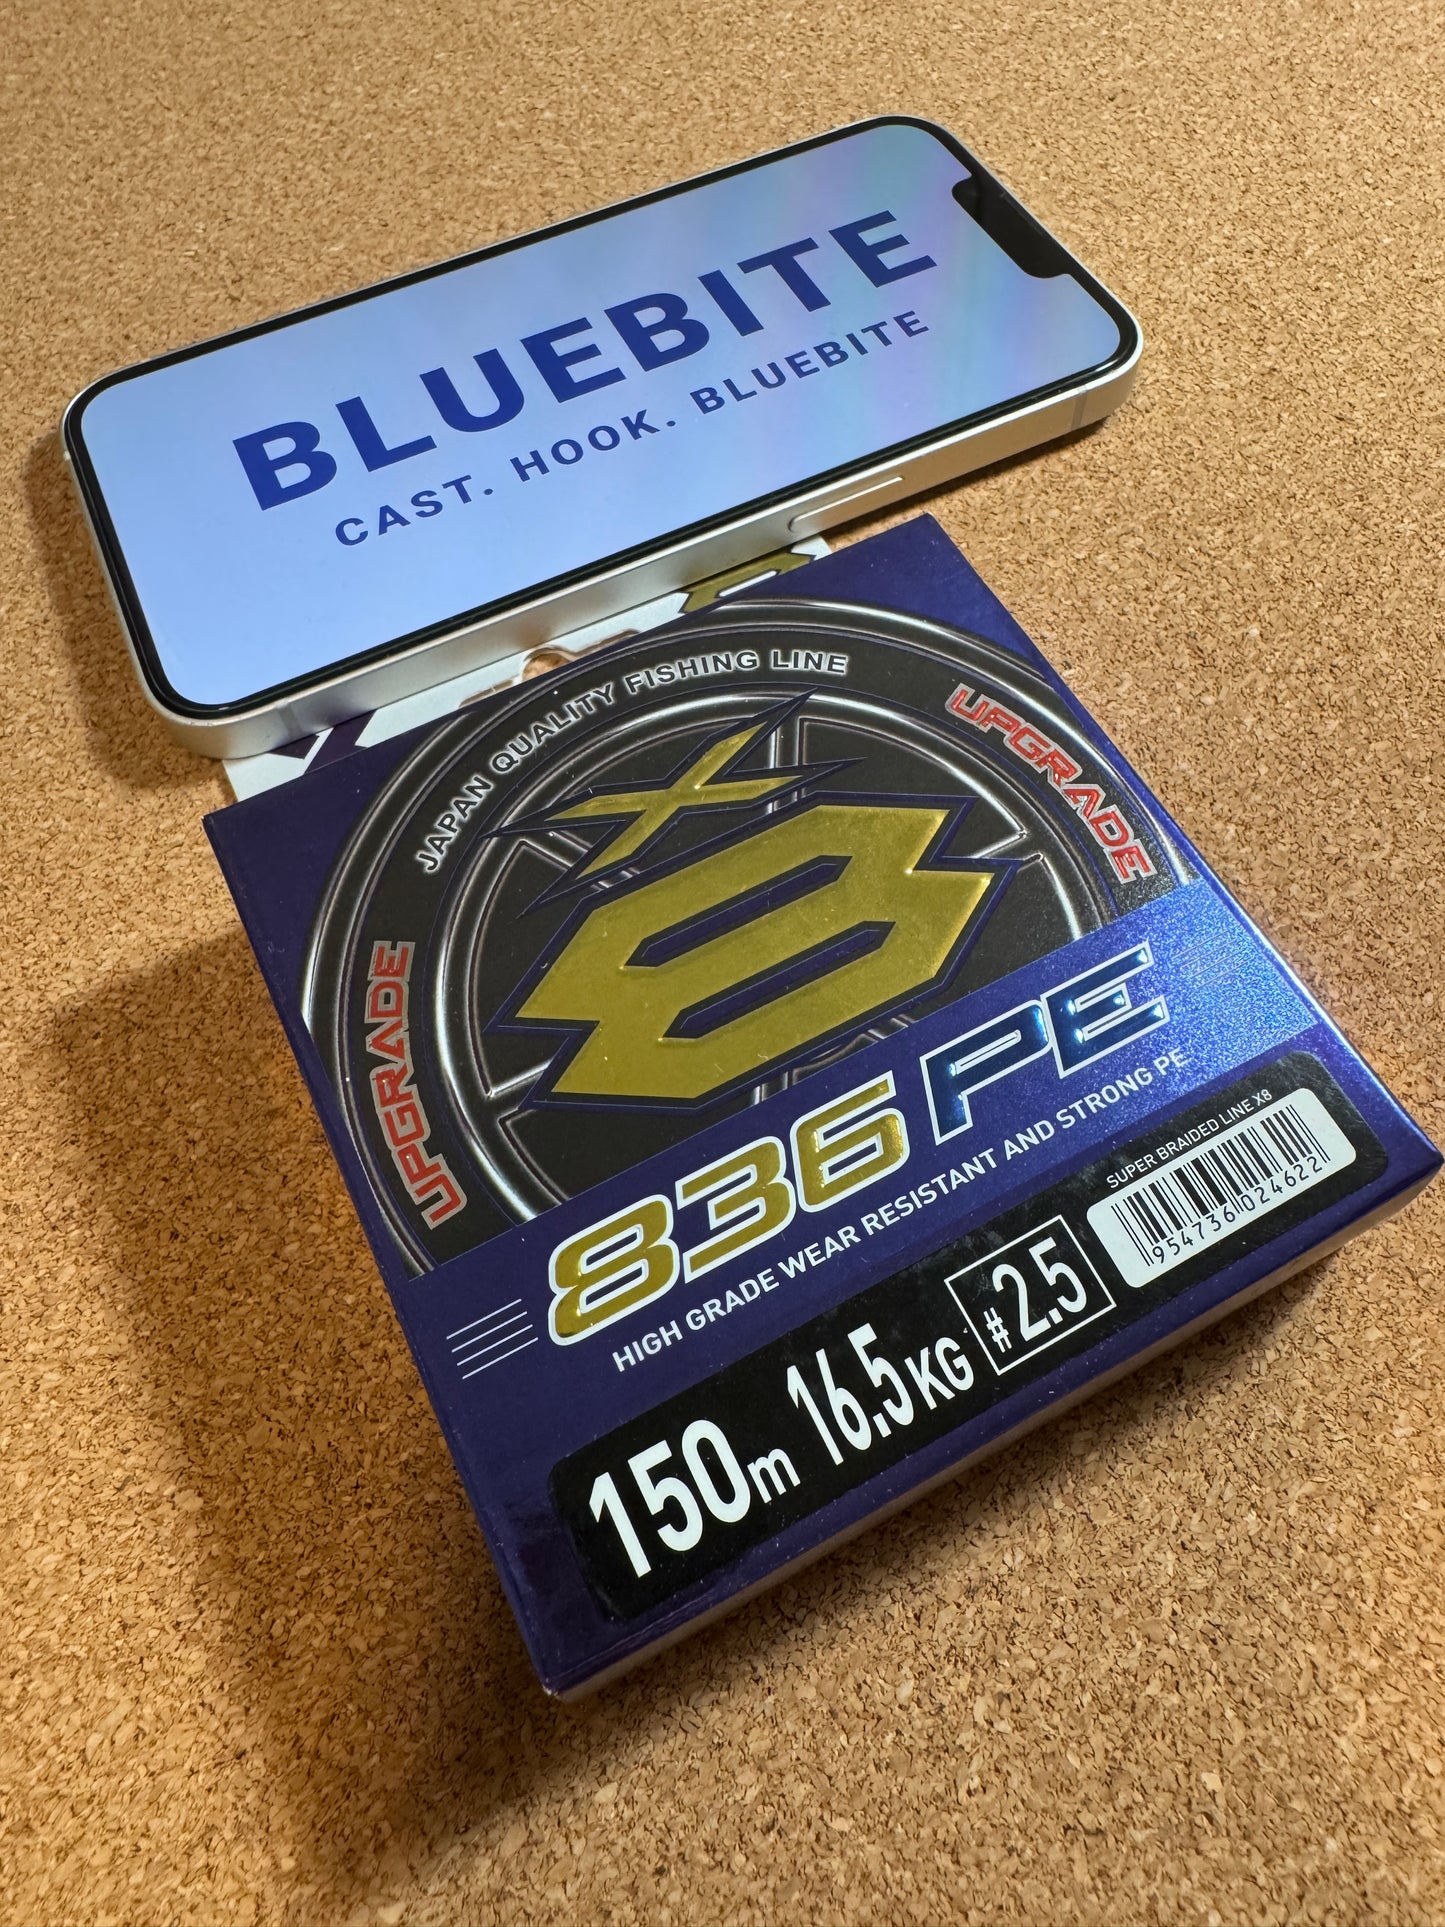 BLUEBITE
CAST. HOOK. BLUEBITE
JAPAN QUALITY FISHING LINE
UPGRADE
UPGRADE
X8
836 PE
HIGH GRADE WEAR RESISTANT AND STRONG PE
SUPER BRAIDED LINE X8
150m 16.5KG #2.5
954736024622